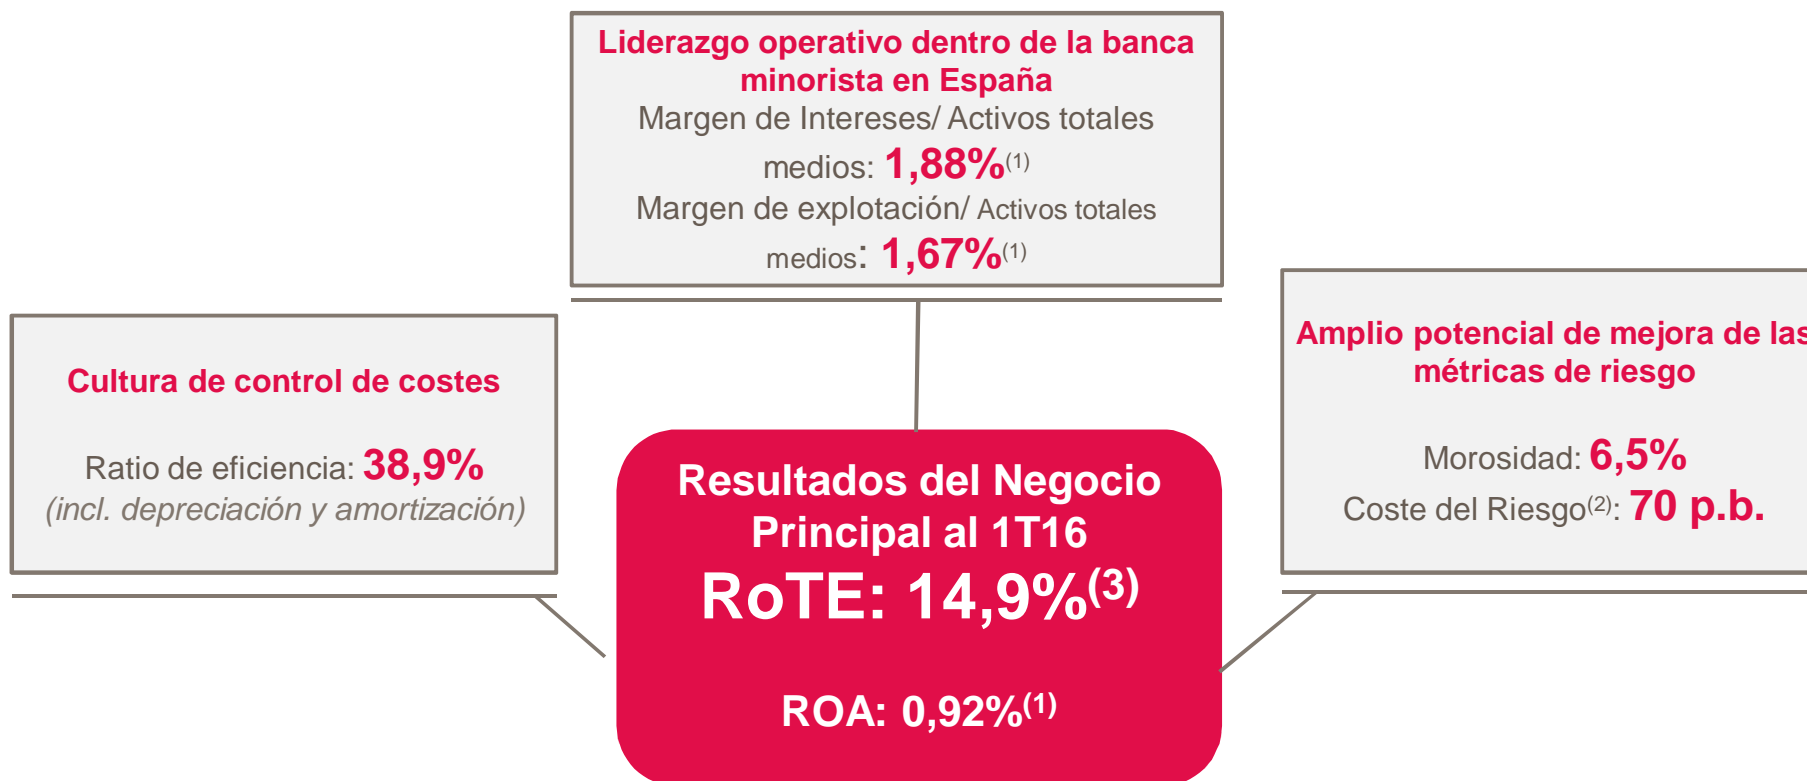 Liderazgo operativo dentro de la banca
minorista en España
Margen de Intereses/ Activos totales
medios: 1,88%(1)
Margen de explotación/ Activos totales
medios: 1,67%(1)
Cultura de control de costes
Ratio de eficiencia: 38,9%
(incl. depreciación y amortización)
Amplio potencial de mejora de las
métricas de riesgo
Morosidad: 6,5%
Coste del Riesgo(2): 70 p.b.
Resultados del Negocio
Principal al 1T16
RoTE: 14,9%(3)
ROA: 0,92%(1)